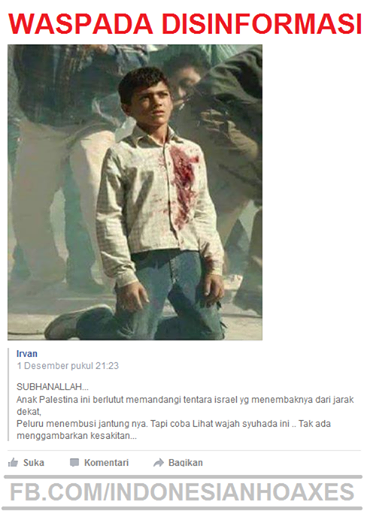 WASPADA DISINFORMASI
Irvan
1 Desember pukul 21:23
SUBHANALLAH...
Anak Palestina ini berlutut memandangi tentara israel yg menembaknya dari jarak
dekat,
Peluru menembusi jantung nya. Tapi coba Lihat wajah syuhada ini .. Tak ada
menggambarkan kesakitan...
Suka Komentari Bagikan
FB.COM/INDONESIANHOAXES